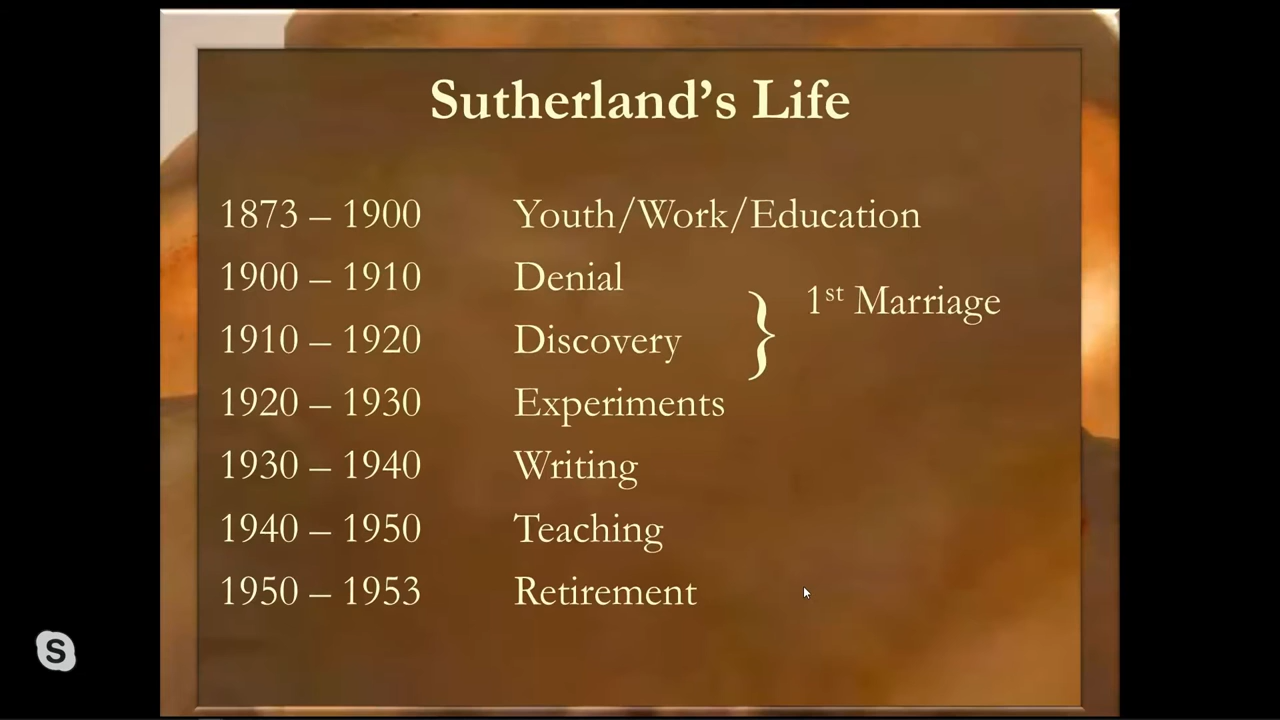 Sutherland’s Life
1873 – 1900 Youth/Work/Education
1900 – 1910 Denial
1st Marriage
1910 – 1920 Discovery }
1920 – 1930 Experiments
1930 – 1940 Writing
1940 – 1950 Teaching
1950 – 1953 Retirement
S